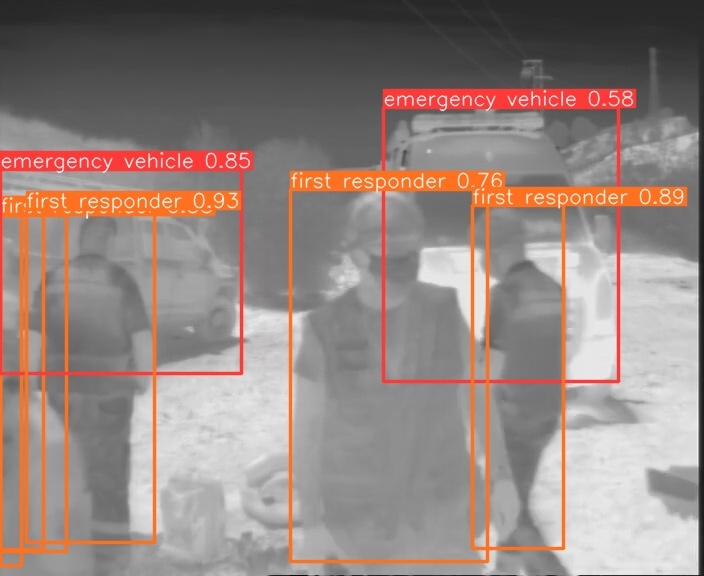 emergency vehicle 0.58
emergency vehicle 0.85
first responder 0.76
first responder 0.93
first responder 0.89